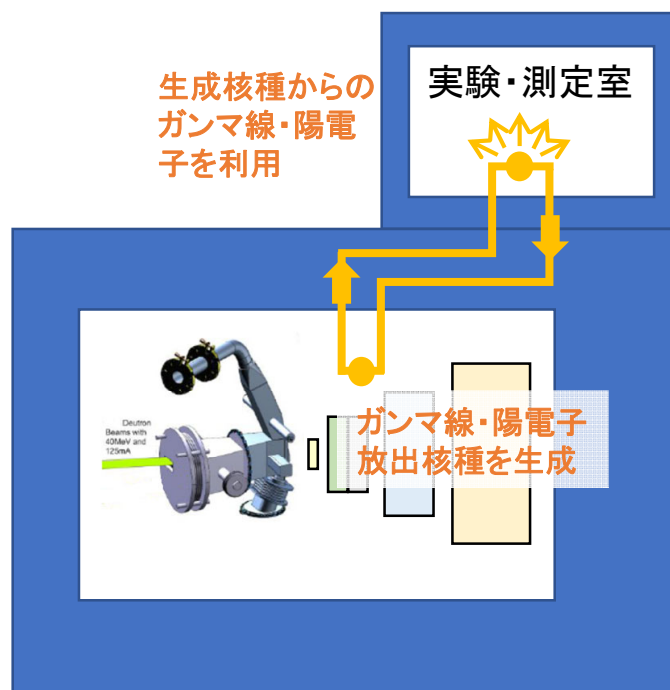 生成核種からの
ガンマ線・陽電
子を利用
実験・測定室
Deutron
Beams with
40MeV and
125mA
ガンマ線・陽電子
放出核種を生成